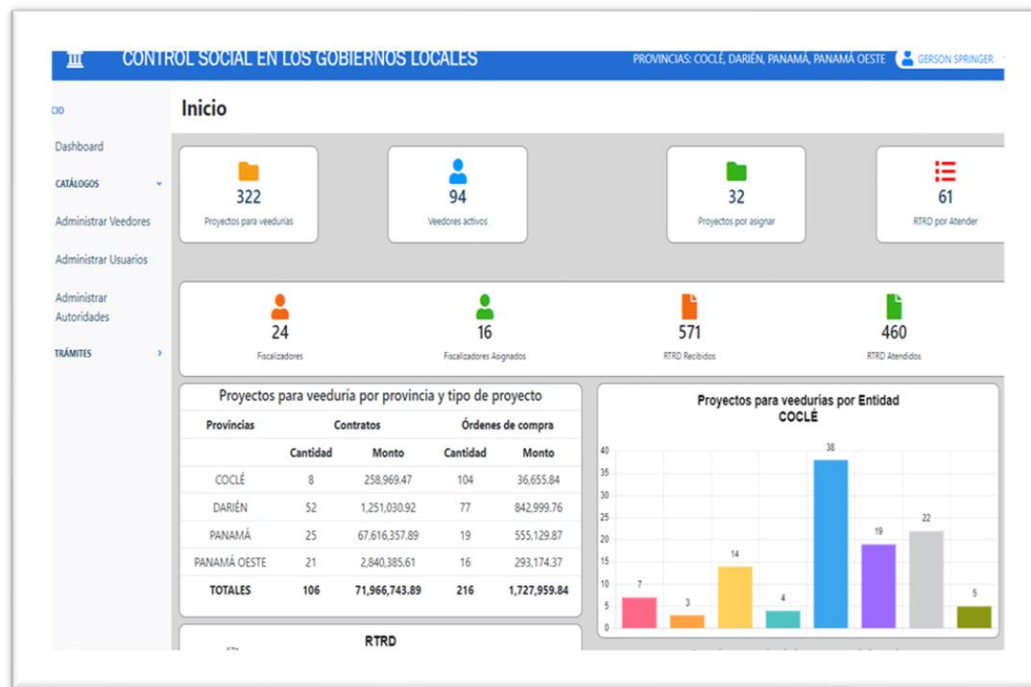 CONTROL SOCIAL EN LOS GOBIERNOS LOCALES
PROVINCIAS: COCLÉ, DARIÉN, PANAMÁ, PANAMÁ OESTE GERSON SPRINGER
CIO
Dashboard
CATÁLOGOS
Administrar Veedores
Administrar Usuarios
Administrar
Autoridades
TRÁMITES
Inicio
322
Proyectos para veedurías
94
Veedores activos
32
Proyectos por asignar
61
RTRD por Atender
24
Fiscalizadores
16
Fiscalizadores Asignados
571
RTRD Recibidos
460
RTRD Atendidos
Proyectos para veeduría por provincia y tipo de proyecto
Provincias Contratos Órdenes de compra
Cantidad Monto Cantidad Monto
COCLÉ 8 258,969.47 104 36,655.84
DARIÉN 52 1,251,030.92 77 842,999.76
PANAMÁ 25 67,616,357.89 19 555,129.87
PANAMÁ OESTE 21 2,840,385.61 16 293,174.37
TOTALES 106 71,966,743.89 216 1,727,959.84
Proyectos para veedurías por Entidad
COCLÉ
40
35
30
25
20
15
10
5
0
7
3
14
4
38
19
22
5
RTRD